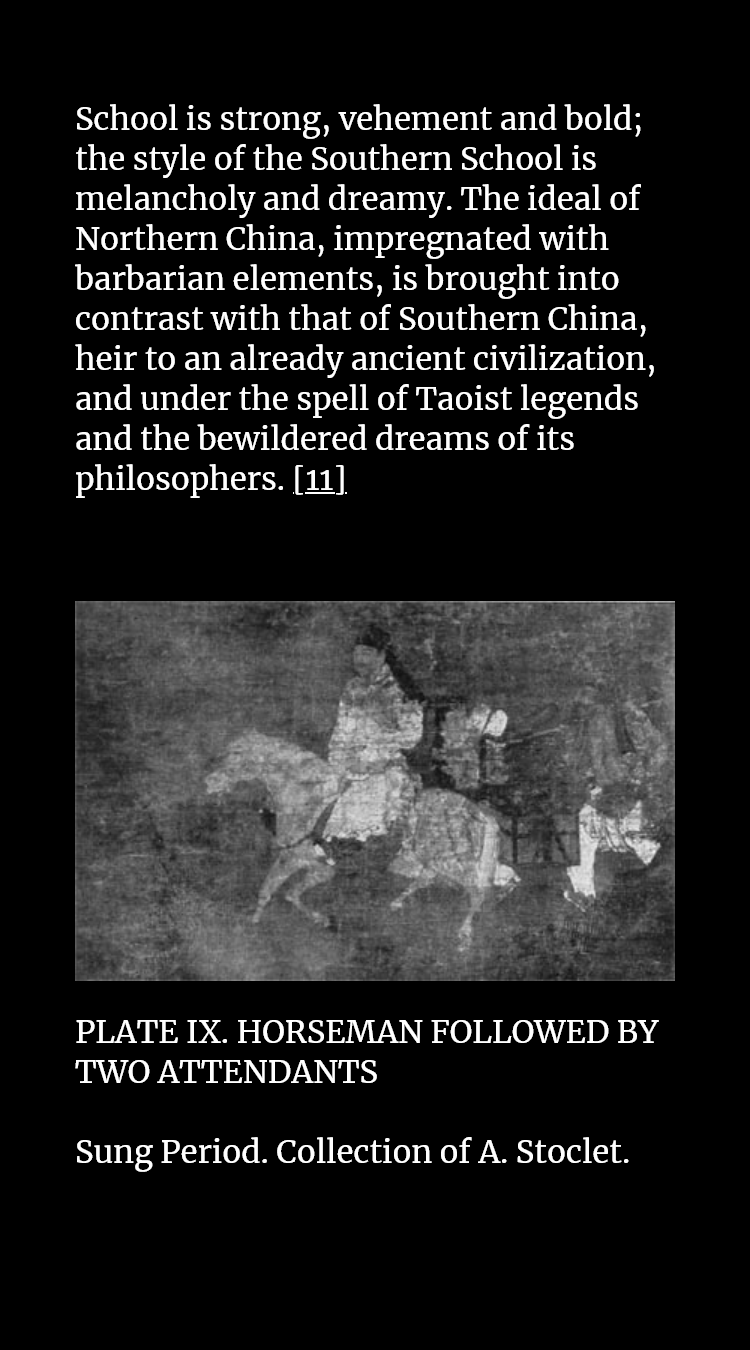 School is strong, vehement and bold;
the style of the Southern School is
melancholy and dreamy. The ideal of
Northern China, impregnated with
barbarian elements, is brought into
contrast with that of Southern China,
heir to an already ancient civilization,
and under the spell of Taoist legends
and the bewildered dreams of its
philosophers. [11]
PLATE IX. HORSEMAN FOLLOWED BY
TWO ATTENDANTS
Sung Period. Collection of A. Stoclet.